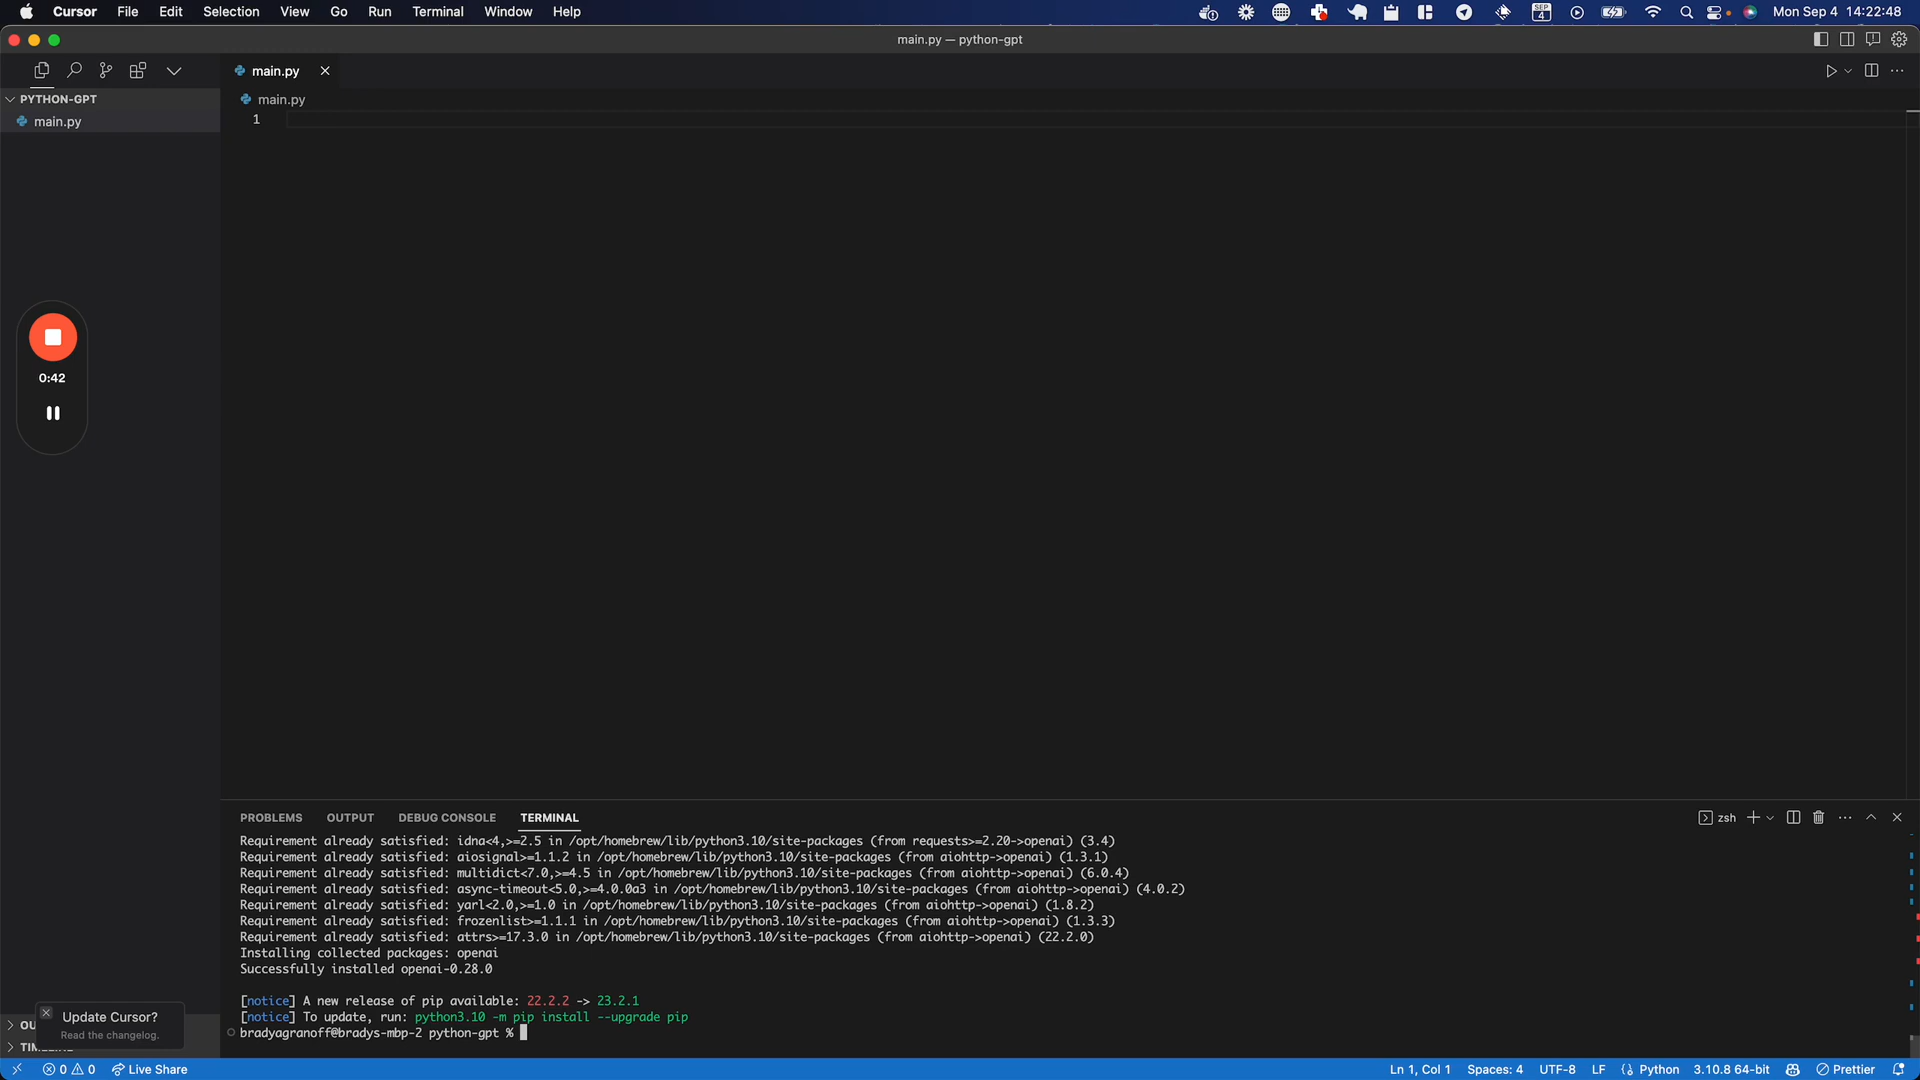 Cursor File Edit Selection View Go Run Terminal Window Help
SEP 4
Mon Sep 4 14:22:48
main.py — python-gpt
main.py
PYTHON-GPT
main.py
main.py
1
0:42
PROBLEMS OUTPUT DEBUG CONSOLE TERMINAL
zsh
Requirement already satisfied: idna<4,>=2.5 in /opt/homebrew/lib/python3.10/site-packages (from requests>=2.20->openai) (3.4)
Requirement already satisfied: aiosignal>=1.1.2 in /opt/homebrew/lib/python3.10/site-packages (from aiohttp->openai) (1.3.1)
Requirement already satisfied: multidict<7.0,>=4.5 in /opt/homebrew/lib/python3.10/site-packages (from aiohttp->openai) (6.0.4)
Requirement already satisfied: async-timeout<5.0,>=4.0.0a3 in /opt/homebrew/lib/python3.10/site-packages (from aiohttp->openai) (4.0.2)
Requirement already satisfied: yarl<2.0,>=1.0 in /opt/homebrew/lib/python3.10/site-packages (from aiohttp->openai) (1.8.2)
Requirement already satisfied: frozenlist>=1.1.1 in /opt/homebrew/lib/python3.10/site-packages (from aiohttp->openai) (1.3.3)
Requirement already satisfied: attrs>=17.3.0 in /opt/homebrew/lib/python3.10/site-packages (from aiohttp->openai) (22.2.0)
Installing collected packages: openai
Successfully installed openai-0.28.0
[notice] A new release of pip available: 22.2.2 -> 23.2.1
[notice] To update, run: python3.10 -m pip install --upgrade pip
bradyagranoff@bradys-mbp-2 python-gpt %
OU
Update Cursor?
Read the changelog.
TIMELINE
0 0 Live Share
Ln 1, Col 1 Spaces: 4 UTF-8 LF Python 3.10.8 64-bit Prettier